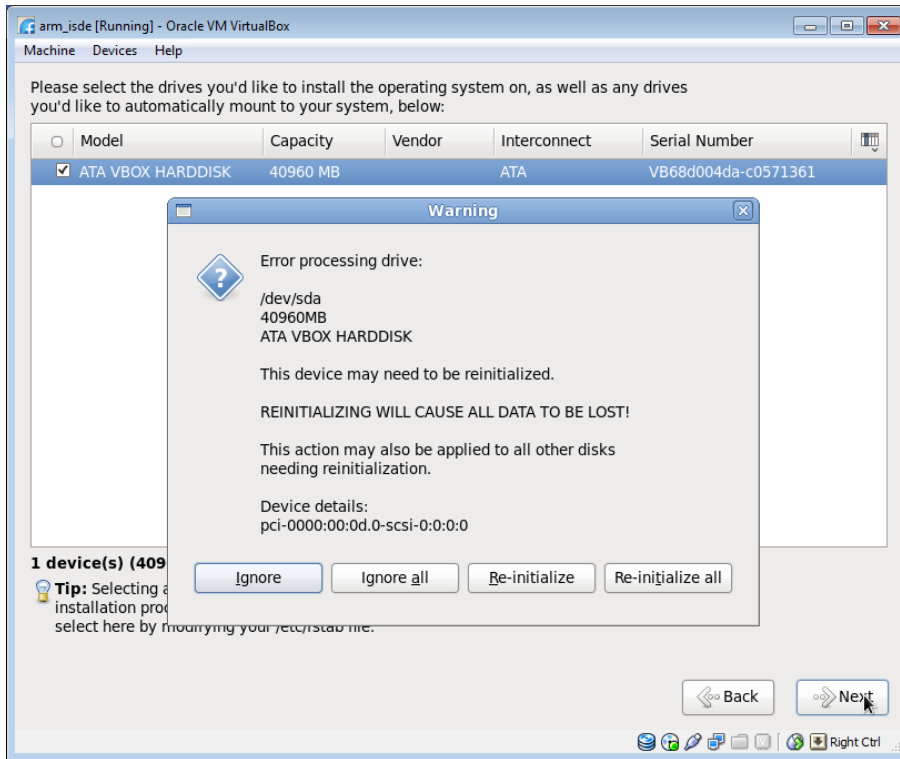 arm_isde [Running] - Oracle VM VirtualBox
Machine Devices Help
Please select the drives you'd like to install the operating system on, as well as any drives
you'd like to automatically mount to your system, below:
Model Capacity Vendor Interconnect Serial Number
ATA VBOX HARDDISK 40960 MB ATA VB68d004da-c0571361
Warning
Error processing drive:
/dev/sda
40960MB
ATA VBOX HARDDISK
This device may need to be reinitialized.
REINITIALIZING WILL CAUSE ALL DATA TO BE LOST!
This action may also be applied to all other disks
needing reinitialization.
Device details:
pci-0000:00:0d.0-scsi-0:0:0:0
Ignore Ignore all Re-initialize Re-initialize all
1 device(s) (409
Tip: Selecting a
installation proc
select here by modifying your /etc/fstab file.
Back Next
Right Ctrl